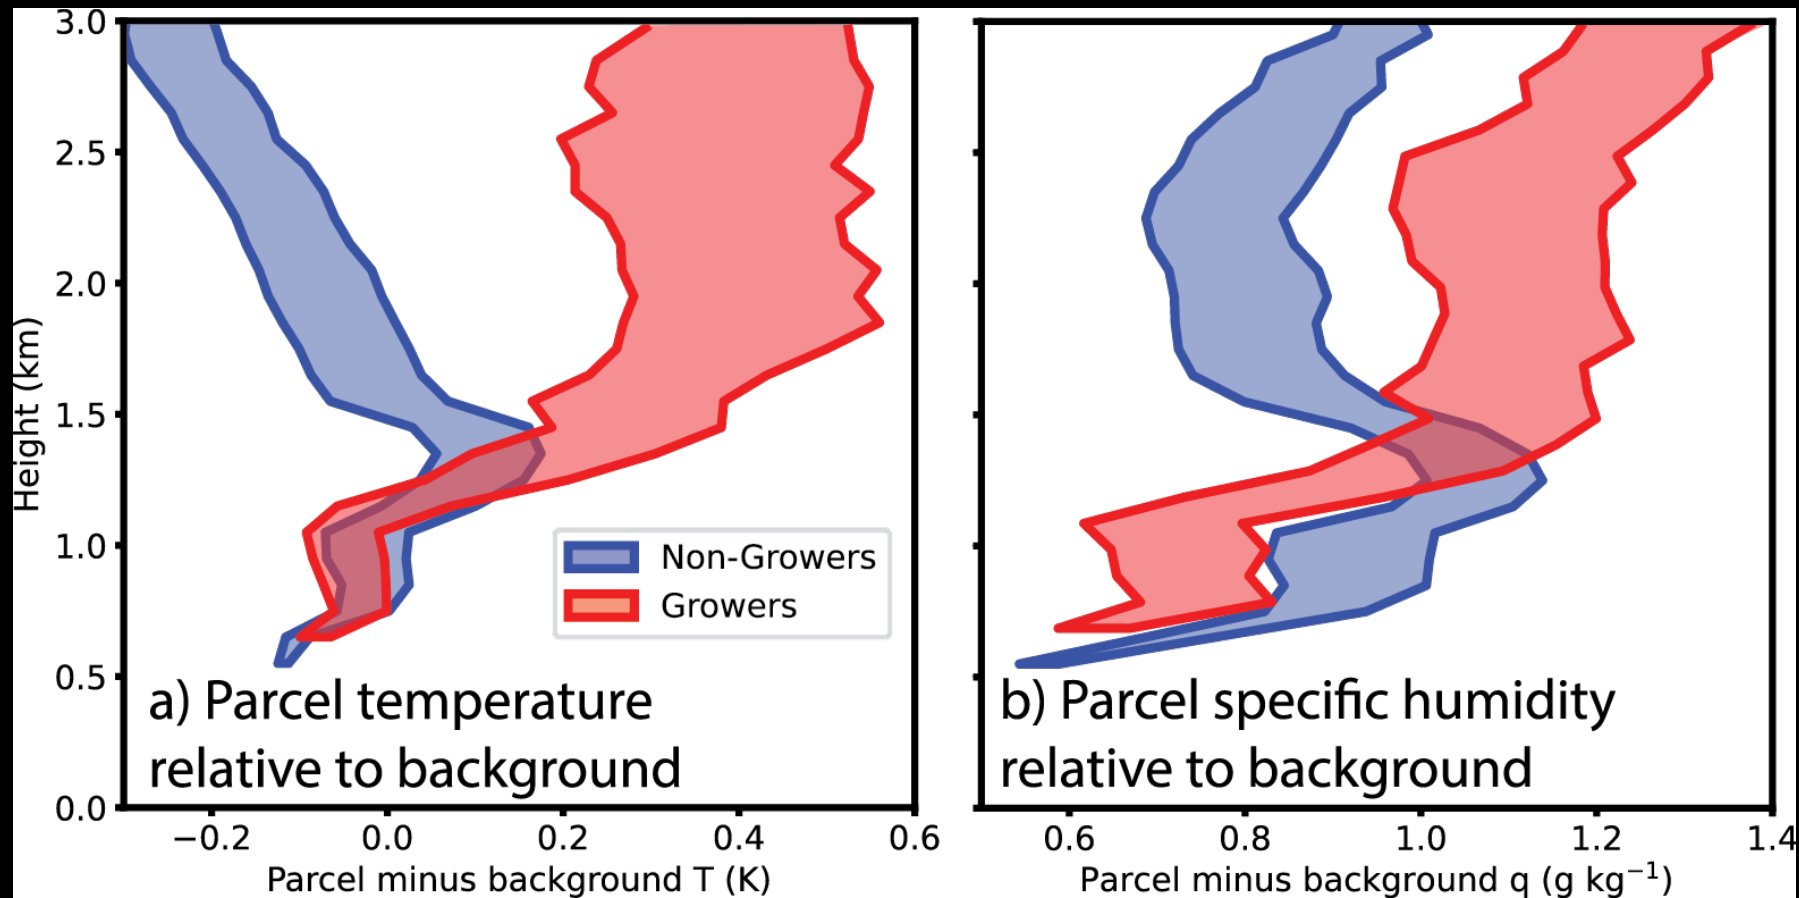 3.0
2.5
2.0
1.5
1.0
0.5
0.0
Height (km)
Non-Growers
Growers
a) Parcel temperature
relative to background
−0.2 0.0 0.2 0.4 0.6
Parcel minus background T (K)
b) Parcel specific humidity
relative to background
0.6 0.8 1.0 1.2 1.4
Parcel minus background q (g kg⁻¹)